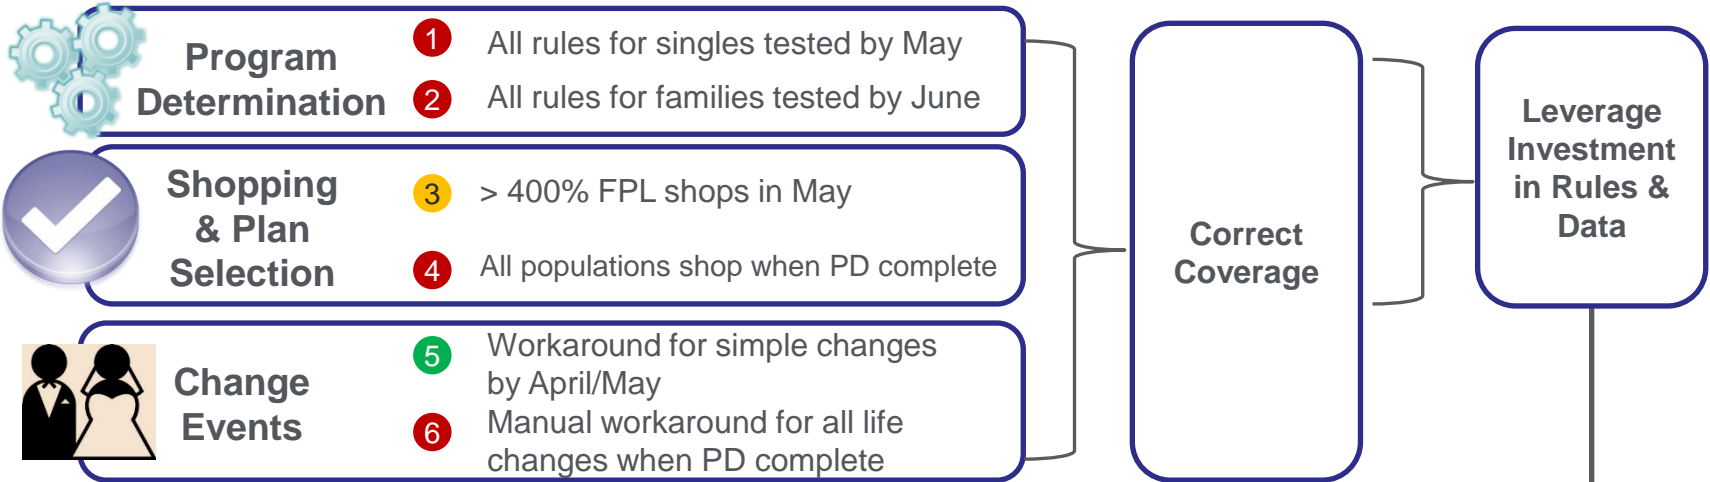 Program
Determination
1 All rules for singles tested by May
2 All rules for families tested by June
Shopping
& Plan
Selection
3 > 400% FPL shops in May
4 All populations shop when PD complete
Change
Events
5 Workaround for simple changes
by April/May
6 Manual workaround for all life
changes when PD complete
Correct
Coverage
Leverage
Investment
in Rules &
Data